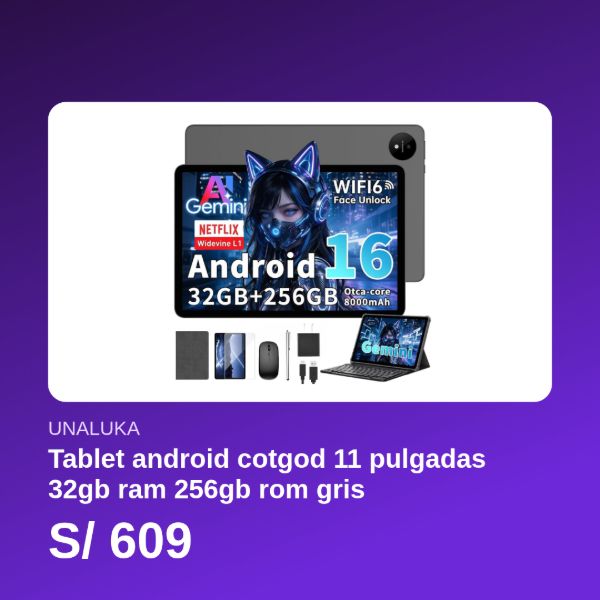 AI
Gemini
NETFLIX
Widevine L1
WIFI6
Face Unlock
Android 16
32GB+256GB
Otca-core
8000mAh
Gemini
UNALUKA
Tablet android cotgod 11 pulgadas
32gb ram 256gb rom gris
S/ 609